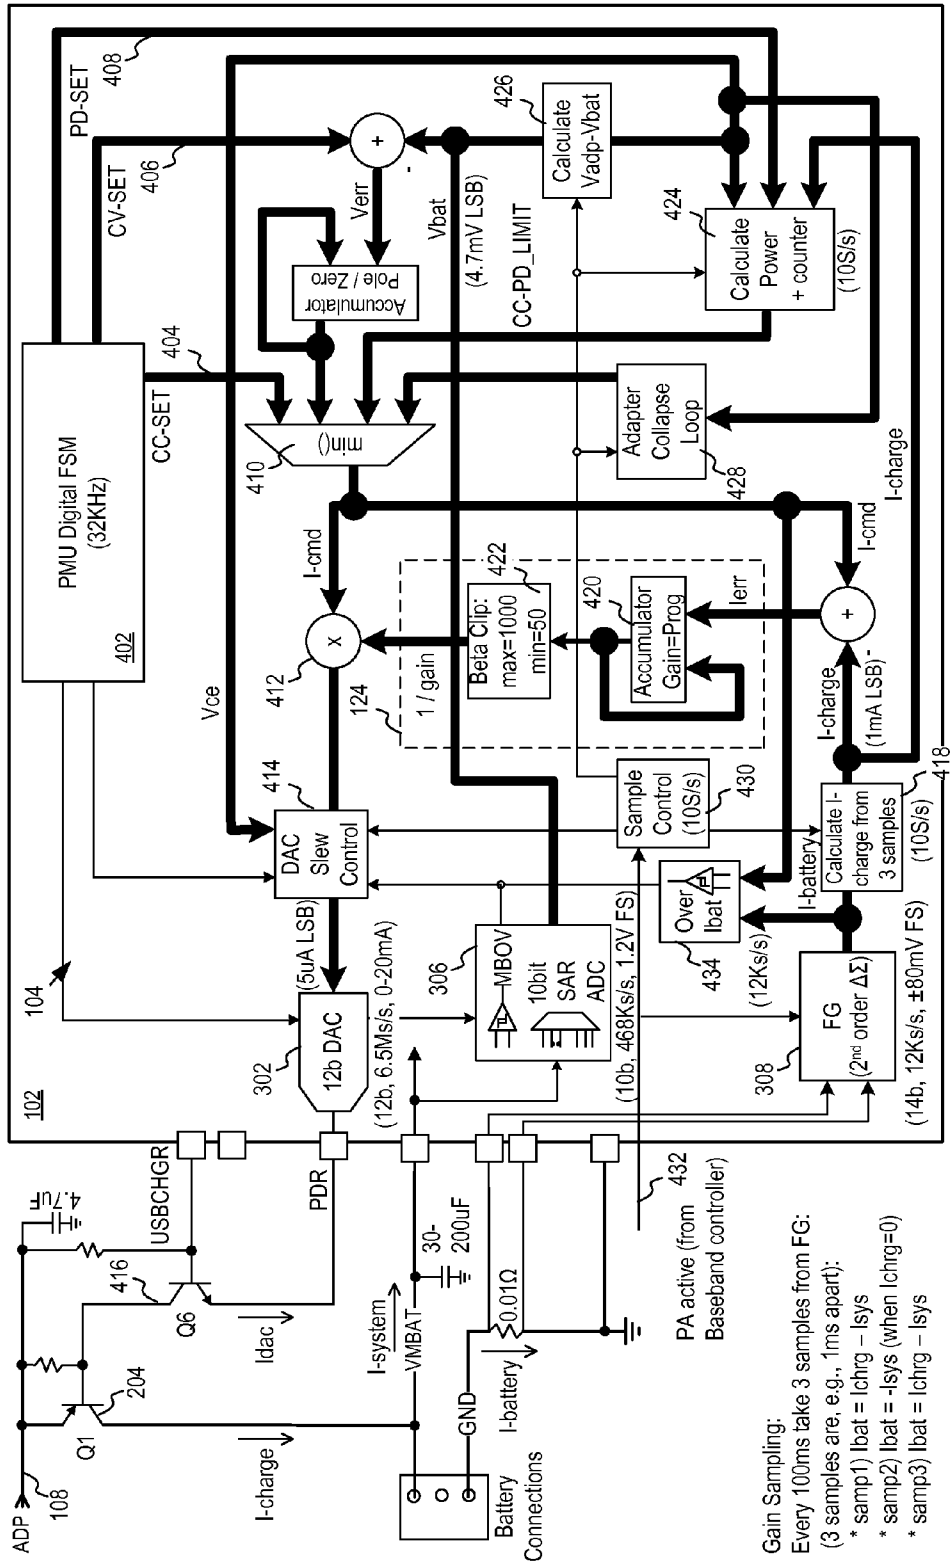 102
104
PD-SET
408
CV-SET
406
PMU Digital FSM
(32KHz)
402
CC-SET
404
Verr
+
-
Accumulator
Pole / Zero
Vbat
(4.7mV LSB)
426
Calculate
Vadp-Vbat
CC-PD_LIMIT
424
Calculate
Power
+ counter
(10S/s)
410
min()
Adapter
Collapse
Loop
428
Vce
I-cmd
x
412
124
1 / gain
422
Beta Clip:
max=1000
min=50
420
Accumulator
Gain=Prog
Ierr
I-cmd
I-charge
+
-
I-charge
(1mA LSB)
414
DAC
Slew
Control
(5uA LSB)
Sample
Control
(10S/s)
430
I-battery
Calculate I-
charge from
3 samples
418
(10S/s)
Over
Ibat
434
(12Ks/s)
306
MBOV
10bit
SAR
ADC
(10b, 468Ks/s, 1.2V FS)
302
12b DAC
(12b, 6.5Ms/s, 0-20mA)
308
FG
(2nd order ΔΣ)
(14b, 12Ks/s, ±80mV FS)
4.7uF
USBCHGR
PDR
416
Q6
Idac
204
Q1
I-charge
ADP
108
I-system
VMBAT
30-
200uF
0.01Ω
GND
I-battery
Battery
Connections
432
PA active (from
Baseband controller)
Gain Sampling:
Every 100ms take 3 samples from FG:
(3 samples are, e.g., 1ms apart):
* samp1) Ibat = Ichrg – Isys
* samp2) Ibat = -Isys (when Ichrg=0)
* samp3) Ibat = Ichrg – Isys